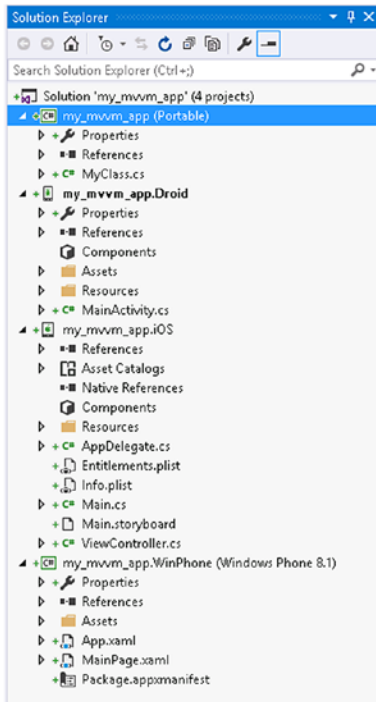 Solution Explorer
Search Solution Explorer (Ctrl+;)
Solution 'my_mvvm_app' (4 projects)
C# my_mvvm_app (Portable)
Properties
References
C# MyClass.cs
my_mvvm_app.Droid
Properties
References
Components
Assets
Resources
C# MainActivity.cs
my_mvvm_app.iOS
References
Asset Catalogs
Native References
Components
Resources
C# AppDelegate.cs
Entitlements.plist
Info.plist
C# Main.cs
Main.storyboard
C# ViewController.cs
C# my_mvvm_app.WinPhone (Windows Phone 8.1)
Properties
References
Assets
App.xaml
MainPage.xaml
Package.appxmanifest